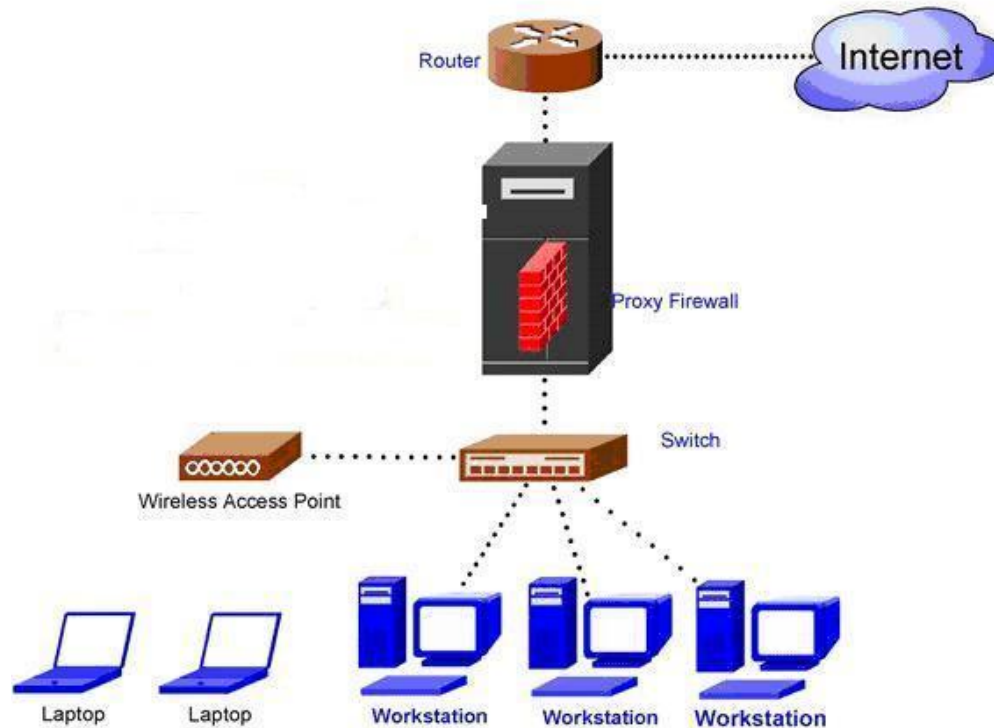 Router
Internet
Proxy Firewall
Switch
Wireless Access Point
Laptop
Laptop
Workstation
Workstation
Workstation